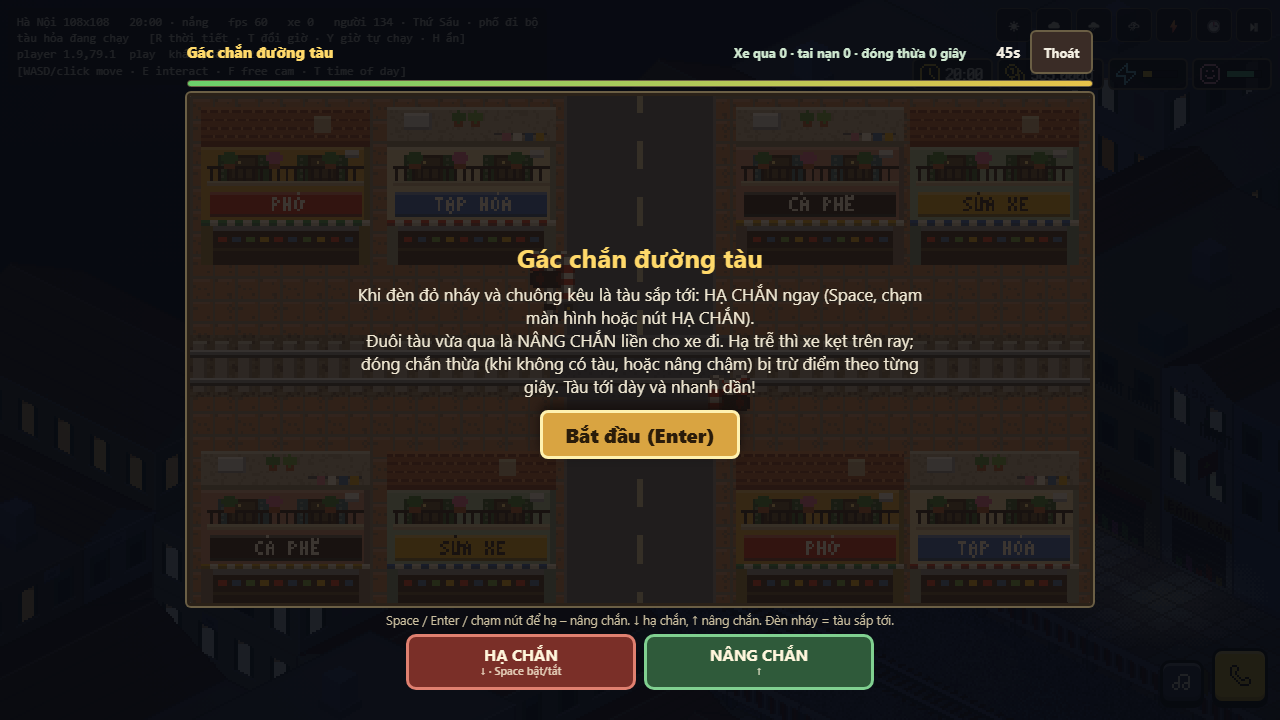 Hà Nội 108x108 20:00 · nắng fps 60 xe 0 người 134 · Thứ Sáu · phố đi bộ
tàu hỏa đang chạy [R thời tiết · T đổi giờ · Y giờ tự chạy · H ẩn]
player 1.9,79.1 play
[WASD/click move · E interact · F free cam · T time of day]
Gác chắn đường tàu
Xe qua 0 · tai nạn 0 · đóng thừa 0 giây
45s
Thoát
20:00
PHỞ
TẠP HÓA
CÀ PHÊ
SỬA XE
Gác chắn đường tàu
Khi đèn đỏ nháy và chuông kêu là tàu sắp tới: HẠ CHẮN ngay (Space, chạm
màn hình hoặc nút HẠ CHẮN).
Đuôi tàu vừa qua là NÂNG CHẮN liền cho xe đi. Hạ trễ thì xe kẹt trên ray;
đóng chắn thừa (khi không có tàu, hoặc nâng chậm) bị trừ điểm theo từng
giây. Tàu tới dày và nhanh dần!
Bắt đầu (Enter)
CÀ PHÊ
SỬA XE
PHỞ
TẠP HÓA
Space / Enter / chạm nút để hạ – nâng chắn. ↓ hạ chắn, ↑ nâng chắn. Đèn nháy = tàu sắp tới.
HẠ CHẮN
↓ · Space bật/tắt
NÂNG CHẮN
↑